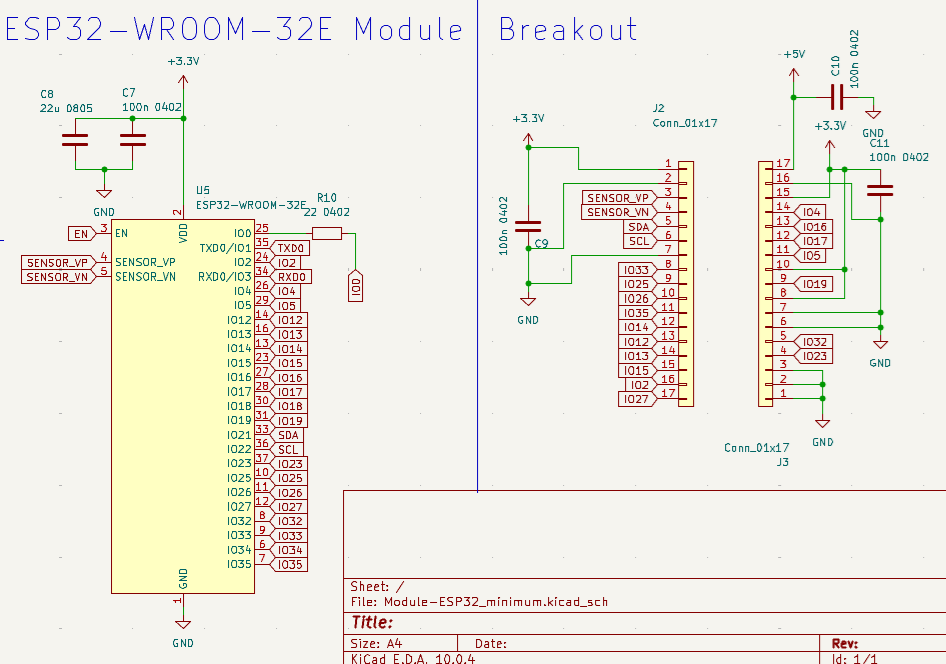 ESP32-WROOM-32E Module
+3.3V
C8
22u 0805
C7
100n 0402
GND
U5
ESP32-WROOM-32E
R10
22 0402
2
VDD
EN
3
EN
SENSOR_VP
4
SENSOR_VP
SENSOR_VN
5
SENSOR_VN
IO0
25
IO0
TXD0/IO1
35
TXD0
IO2
24
IO2
RXD0/IO3
34
RXD0
IO4
26
IO4
IO5
29
IO5
IO12
14
IO12
IO13
16
IO13
IO14
13
IO14
IO15
23
IO15
IO16
27
IO16
IO17
28
IO17
IO18
30
IO18
IO19
31
IO19
IO21
33
SDA
IO22
36
SCL
IO23
37
IO23
IO25
10
IO25
IO26
11
IO26
IO27
12
IO27
IO32
8
IO32
IO33
9
IO33
IO34
6
IO34
IO35
7
IO35
GND
1
GND
Breakout
+3.3V
100n 0402
C9
GND
J2
Conn_01x17
1
2
SENSOR_VP
3
SENSOR_VN
4
SDA
5
SCL
6
7
IO33
8
IO25
9
IO26
10
IO35
11
IO14
12
IO12
13
IO13
14
IO15
15
IO2
16
IO27
17
+5V
C10
100n 0402
GND
+3.3V
C11
100n 0402
17
16
15
14
IO4
13
IO16
12
IO17
11
IO5
10
9
IO19
8
7
6
5
IO32
4
IO23
3
2
1
GND
GND
Conn_01x17
J3
Sheet: /
File: Module-ESP32_minimum.kicad_sch
Title:
Size: A4
Date:
Rev:
KiCad E.D.A. 10.0.4
Id: 1/1